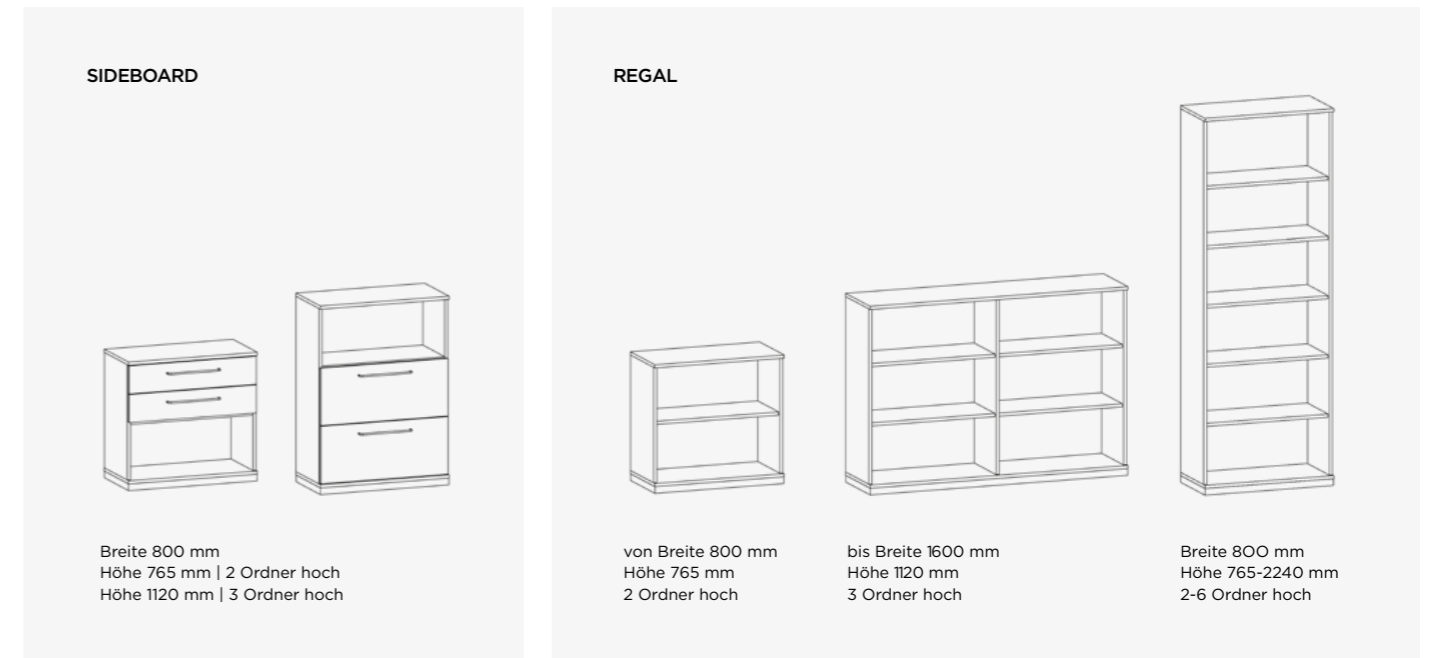 SIDEBOARD
Breite 800 mm
Höhe 765 mm | 2 Ordner hoch
Höhe 1120 mm | 3 Ordner hoch
REGAL
von Breite 800 mm
Höhe 765 mm
2 Ordner hoch
bis Breite 1600 mm
Höhe 1120 mm
3 Ordner hoch
Breite 8OO mm
Höhe 765-2240 mm
2-6 Ordner hoch